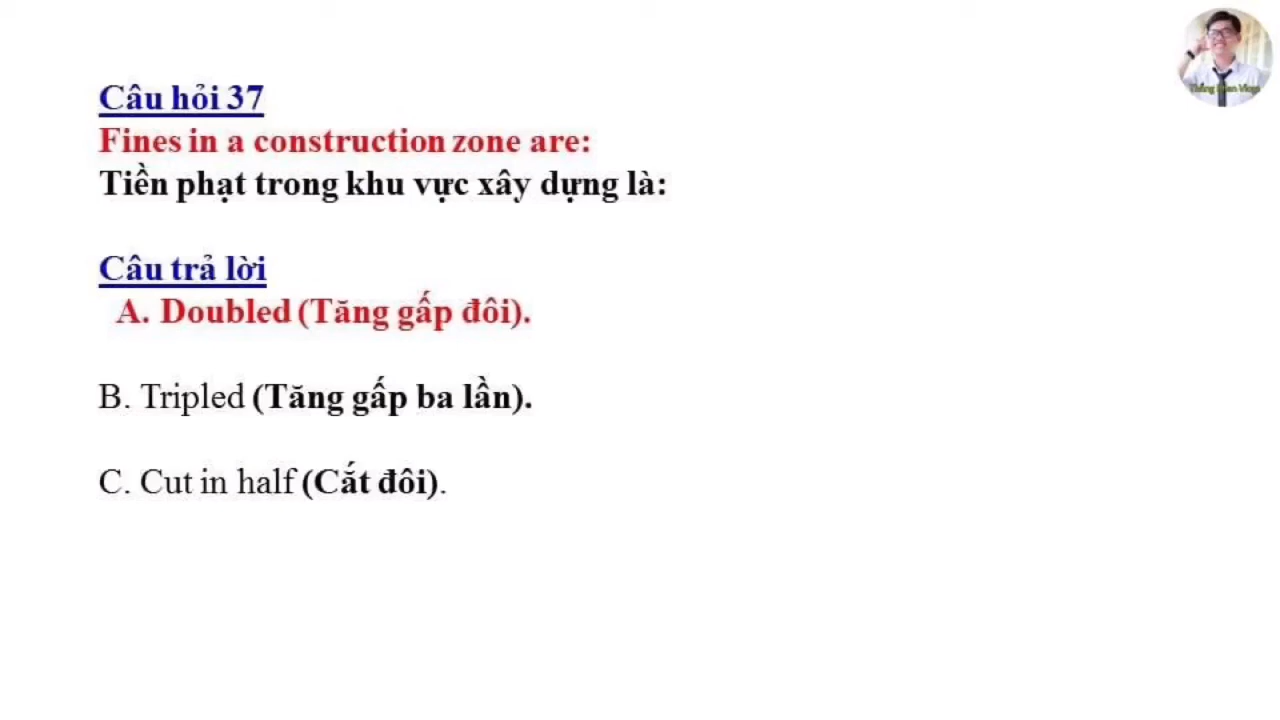 Câu hỏi 37
Fines in a construction zone are:
Tiền phạt trong khu vực xây dựng là:
Câu trả lời
A. Doubled (Tăng gấp đôi).
B. Tripled (Tăng gấp ba lần).
C. Cut in half (Cắt đôi).